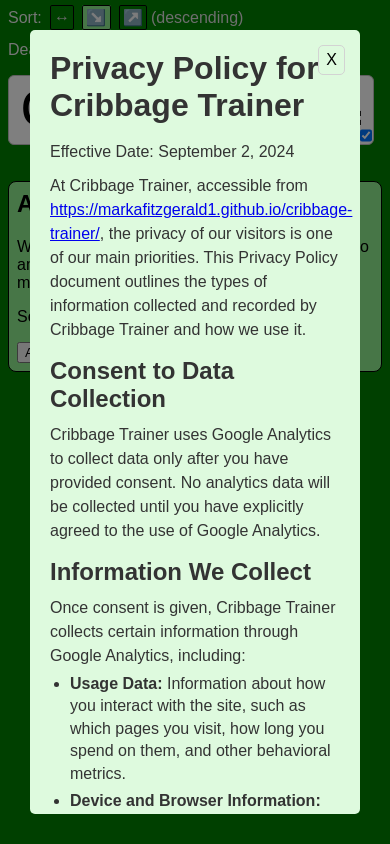 Sort: ↔ ↘ ↗ (descending)
Dea
Privacy Policy for
Cribbage Trainer
X
Effective Date: September 2, 2024
At Cribbage Trainer, accessible from
https://markafitzgerald1.github.io/cribbage-
trainer/, the privacy of our visitors is one
of our main priorities. This Privacy Policy
document outlines the types of
information collected and recorded by
Cribbage Trainer and how we use it.
Consent to Data
Collection
Cribbage Trainer uses Google Analytics
to collect data only after you have
provided consent. No analytics data will
be collected until you have explicitly
agreed to the use of Google Analytics.
Information We Collect
Once consent is given, Cribbage Trainer
collects certain information through
Google Analytics, including:
• Usage Data: Information about how
you interact with the site, such as
which pages you visit, how long you
spend on them, and other behavioral
metrics.
• Device and Browser Information: